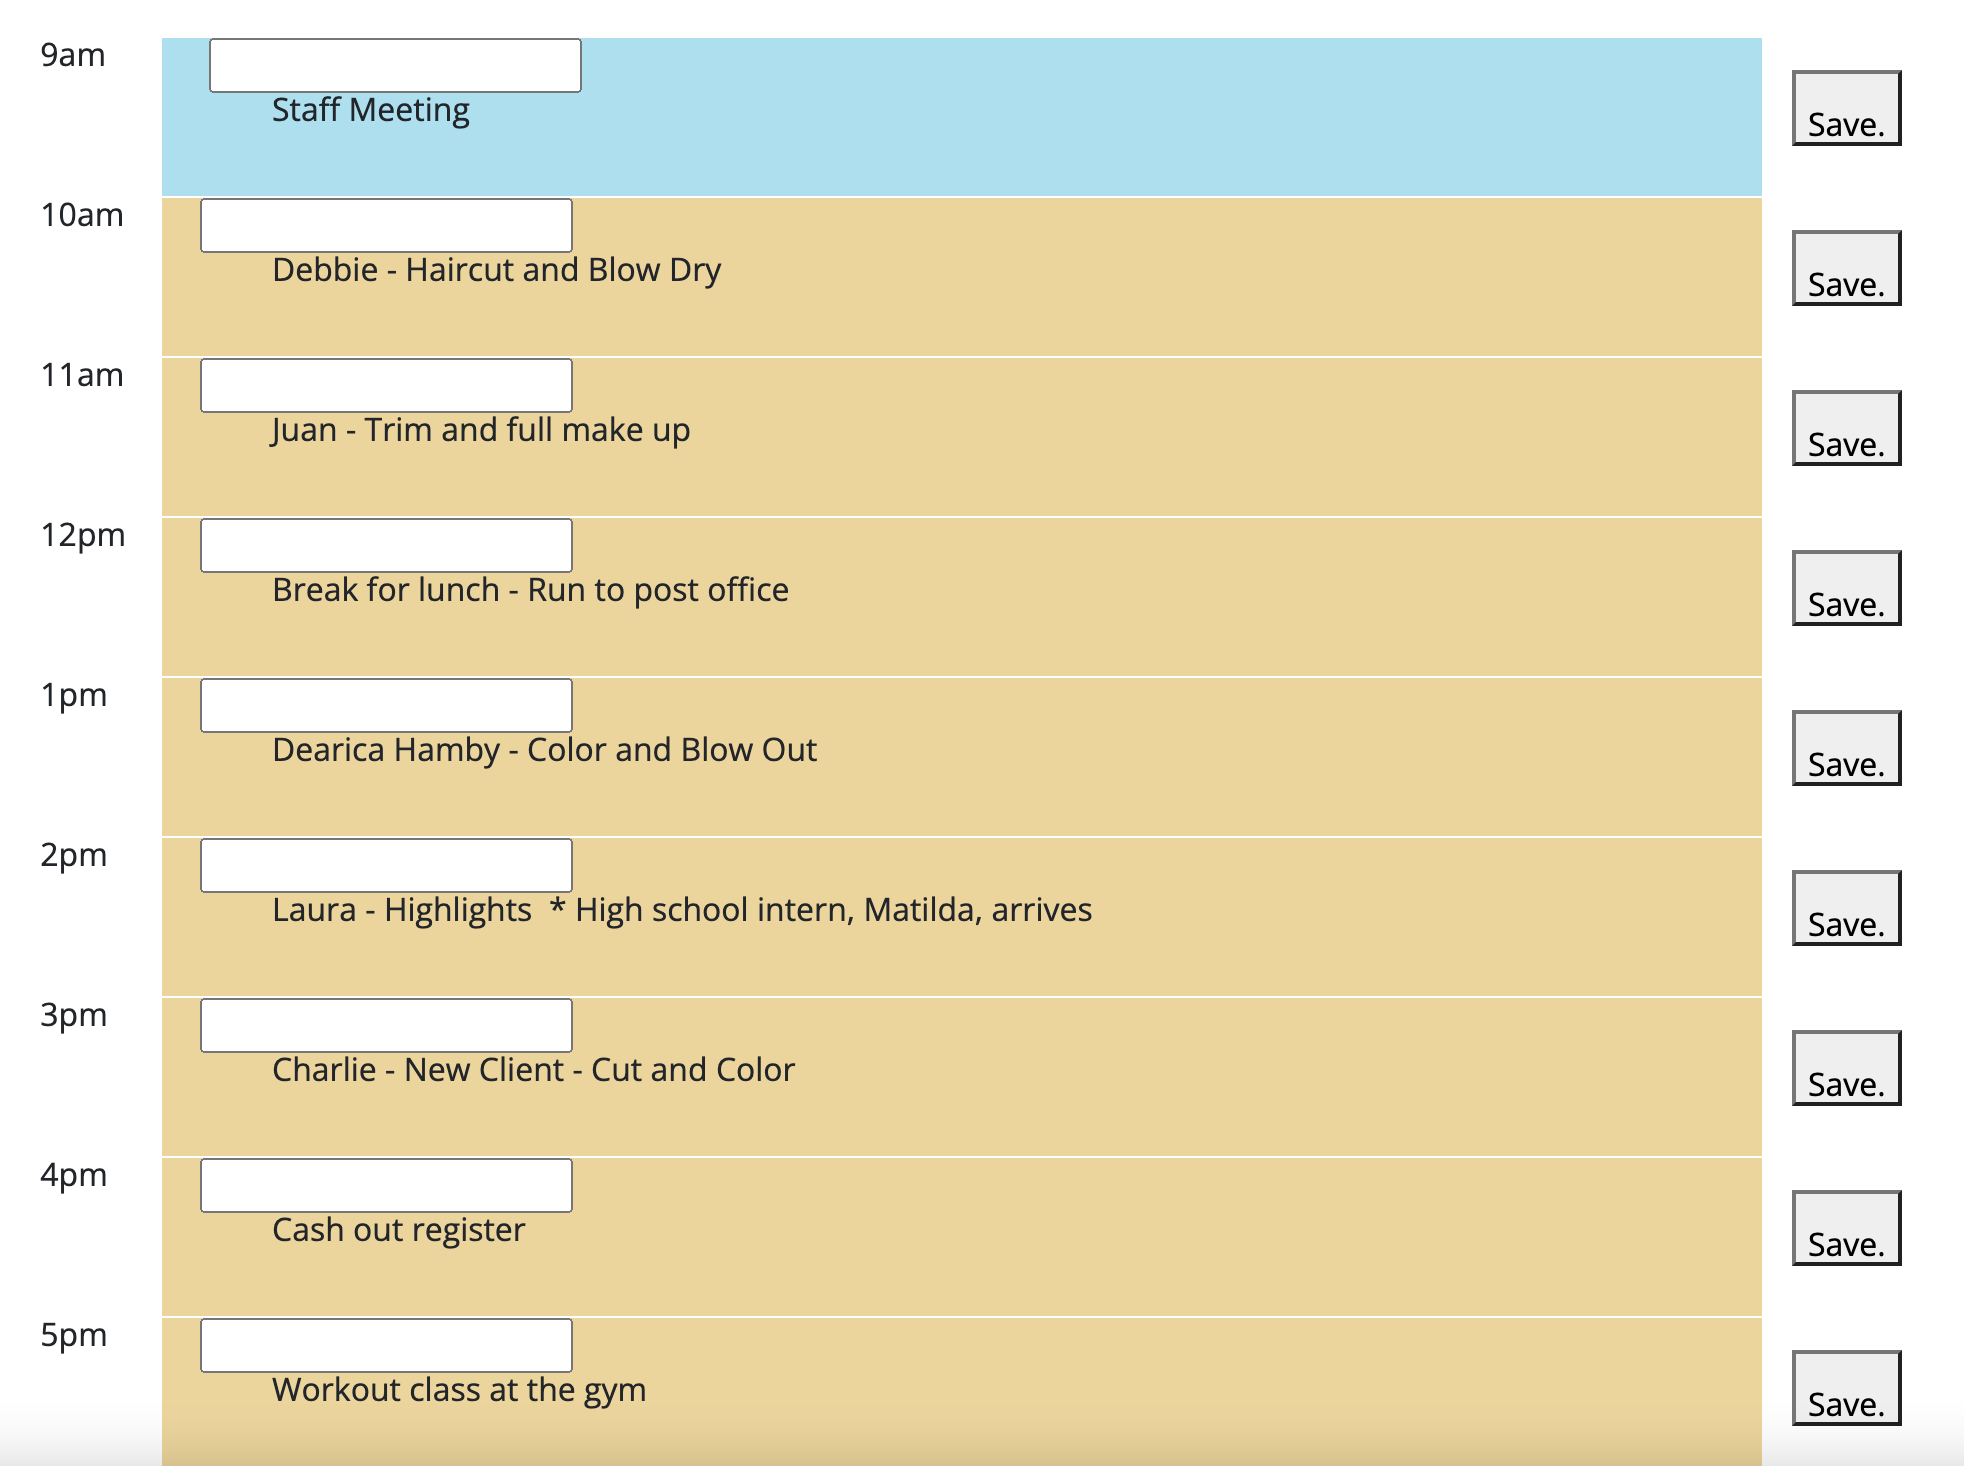 9am
Staff Meeting
Save.
10am
Debbie - Haircut and Blow Dry
Save.
11am
Juan - Trim and full make up
Save.
12pm
Break for lunch - Run to post office
Save.
1pm
Dearica Hamby - Color and Blow Out
Save.
2pm
Laura - Highlights  * High school intern, Matilda, arrives
Save.
3pm
Charlie - New Client - Cut and Color
Save.
4pm
Cash out register
Save.
5pm
Workout class at the gym
Save.